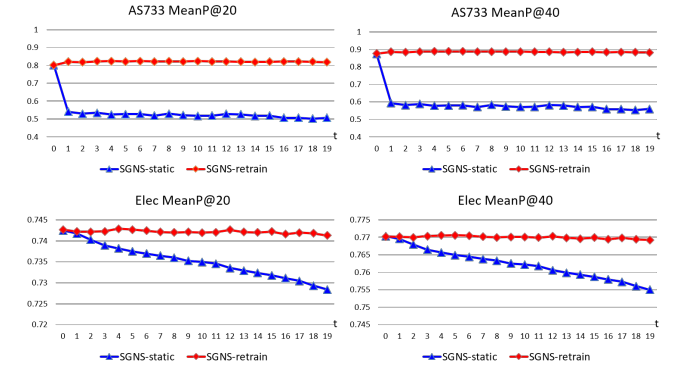 AS733 MeanP@20
1
0.9
0.8
0.7
0.6
0.5
0.4
0 1 2 3 4 5 6 7 8 9 10 11 12 13 14 15 16 17 18 19 t
SGNS-static SGNS-retrain
AS733 MeanP@40
1
0.9
0.8
0.7
0.6
0.5
0.4
0 1 2 3 4 5 6 7 8 9 10 11 12 13 14 15 16 17 18 19 t
SGNS-static SGNS-retrain
Elec MeanP@20
0.745
0.74
0.735
0.73
0.725
0.72
0 1 2 3 4 5 6 7 8 9 10 11 12 13 14 15 16 17 18 19 t
SGNS-static SGNS-retrain
Elec MeanP@40
0.775
0.77
0.765
0.76
0.755
0.75
0.745
0 1 2 3 4 5 6 7 8 9 10 11 12 13 14 15 16 17 18 19 t
SGNS-static SGNS-retrain